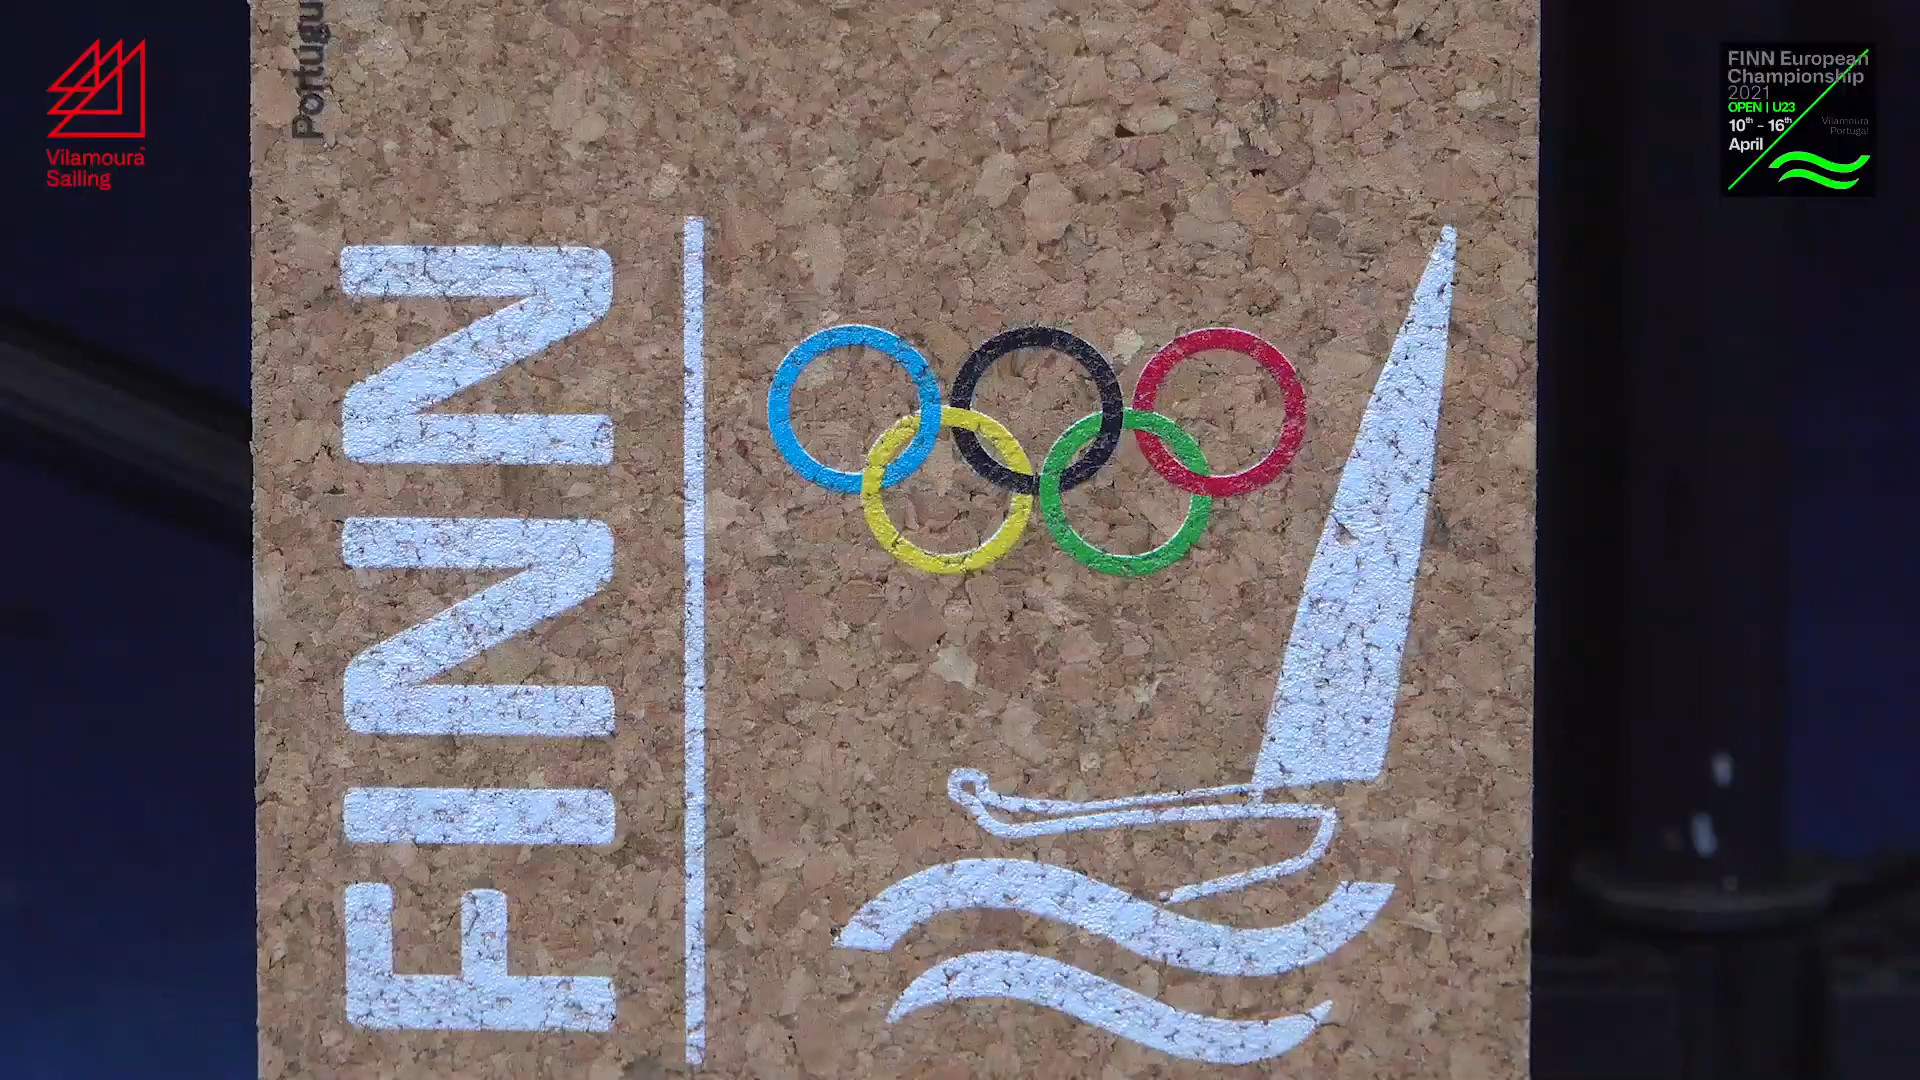 Vilamoura
Sailing
FINN
FINN European
Championship
2021
OPEN | U23
10th - 16th
April
Vilamoura
Portugal